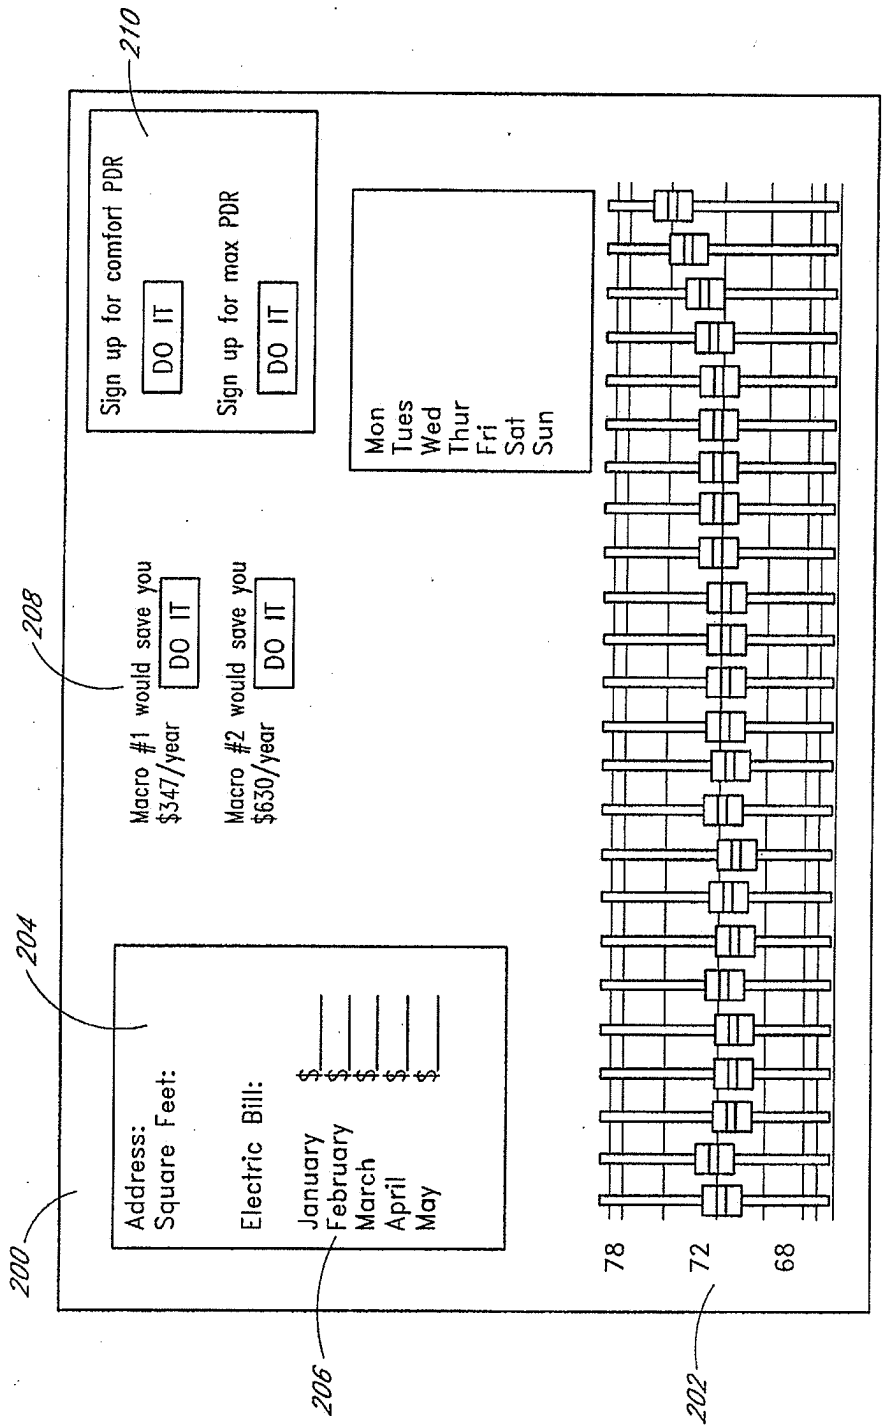 200
204
208
210
Address:
Square Feet:
Electric Bill:
January $
February $
March $
April $
May $
206
Macro #1 would save you
$347/year
DO IT
Macro #2 would save you
$630/year
DO IT
Sign up for comfort PDR
DO IT
Sign up for max PDR
DO IT
Mon
Tues
Wed
Thur
Fri
Sat
Sun
78
72
68
202